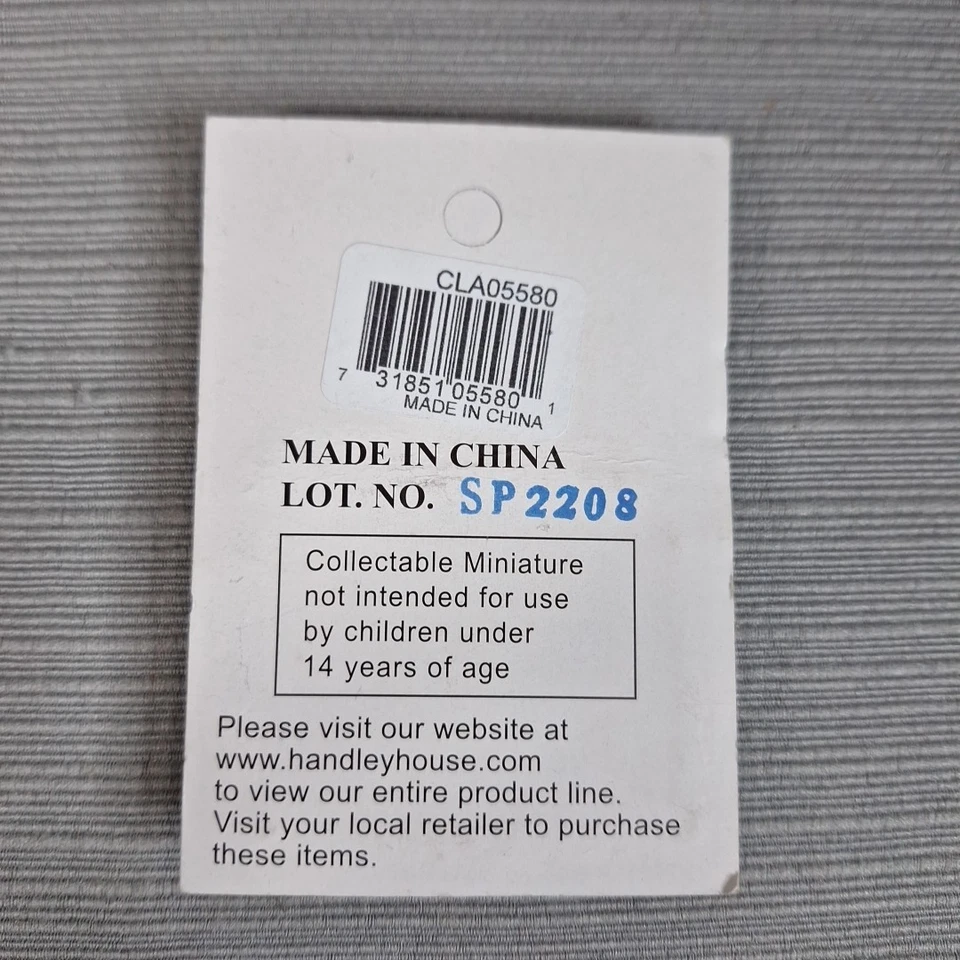 CLA05580
7 31851 05580 1
MADE IN CHINA
MADE IN CHINA
LOT. NO. SP2208
Collectable Miniature
not intended for use
by children under
14 years of age
Please visit our website at
www.handleyhouse.com
to view our entire product line.
Visit your local retailer to purchase
these items.